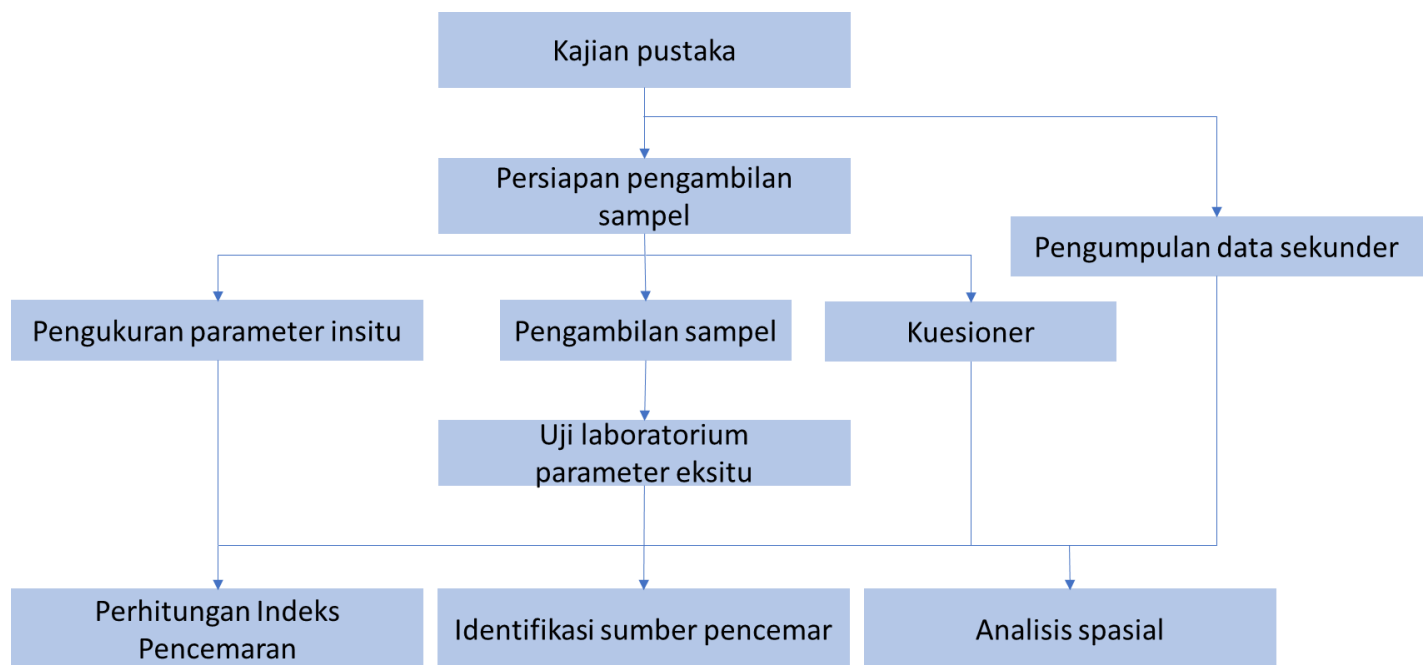 Kajian pustaka
Persiapan pengambilan
sampel
Pengumpulan data sekunder
Pengukuran parameter insitu
Pengambilan sampel
Kuesioner
Uji laboratorium
parameter eksitu
Perhitungan Indeks
Pencemaran
Identifikasi sumber pencemar
Analisis spasial